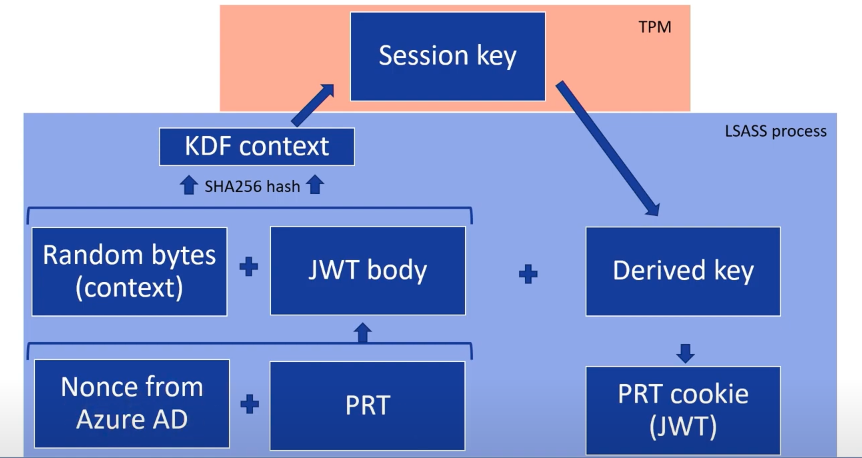 TPM
Session key
LSASS process
KDF context
SHA256 hash
Random bytes
(context)
+
JWT body
+
Derived key
Nonce from
Azure AD
+
PRT
PRT cookie
(JWT)